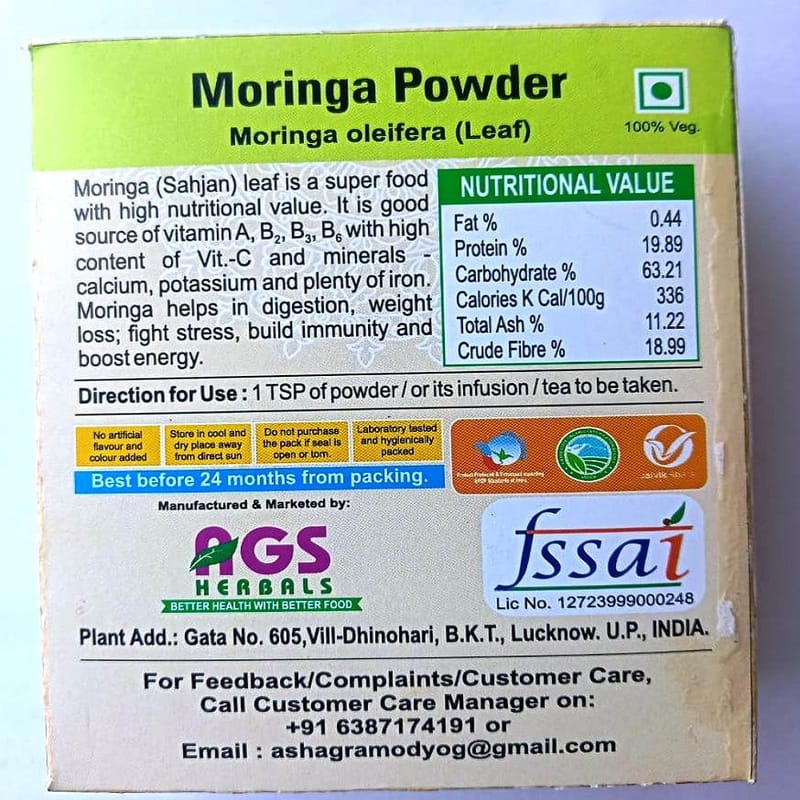 Moringa Powder
Moringa oleifera (Leaf)
100% Veg.
Moringa (Sahjan) leaf is a super food
with high nutritional value. It is good
source of vitamin A, B₂, B₃, B₆ with high
content of Vit.-C and minerals -
calcium, potassium and plenty of iron.
Moringa helps in digestion, weight
loss; fight stress, build immunity and
boost energy.
NUTRITIONAL VALUE
Fat % 0.44
Protein % 19.89
Carbohydrate % 63.21
Calories K Cal/100g 336
Total Ash % 11.22
Crude Fibre % 18.99
Direction for Use : 1 TSP of powder / or its infusion / tea to be taken.
No artificial
flavour and
colour added
Store in cool and
dry place away
from direct sun
Do not purchase
the pack if seal is
open or torn.
Laboratory tested
and hygienically
packed
Best before 24 months from packing.
Manufactured & Marketed by:
AGS
HERBALS
BETTER HEALTH WITH BETTER FOOD
fssai
Lic No. 12723999000248
Plant Add.: Gata No. 605,Vill-Dhinohari, B.K.T., Lucknow. U.P., INDIA.
For Feedback/Complaints/Customer Care,
Call Customer Care Manager on:
+91 6387174191 or
Email : ashagramodyog@gmail.com